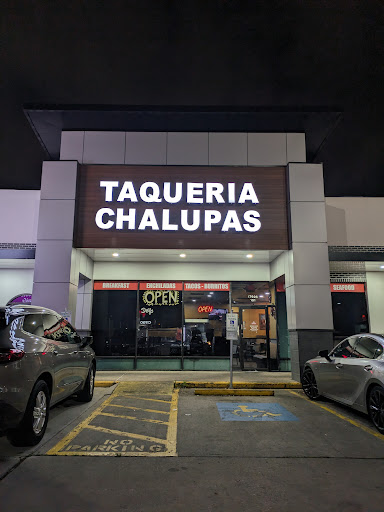 TAQUERIA
CHALUPAS
BREAKFAST
ENCHILADAS
TACOS - BURRITOS
SEAFOOD
OPEN
OPEN
NO
PARKING